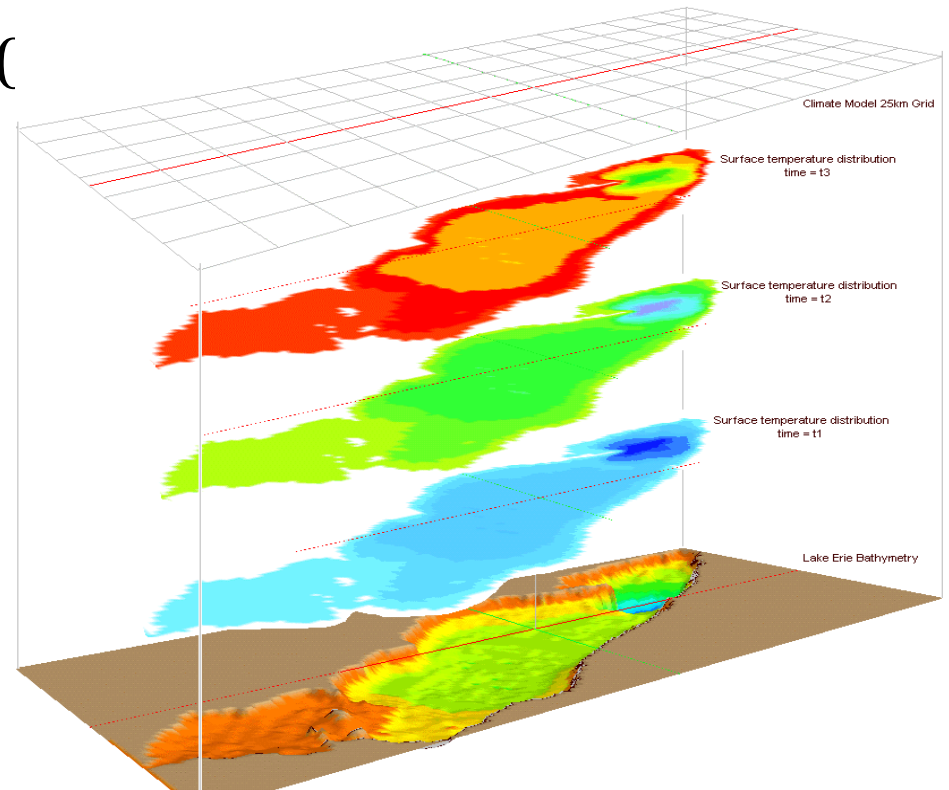 (
Climate Model 25km Grid
Surface temperature distribution
time = t3
Surface temperature distribution
time = t2
Surface temperature distribution
time = t1
Lake Erie Bathymetry